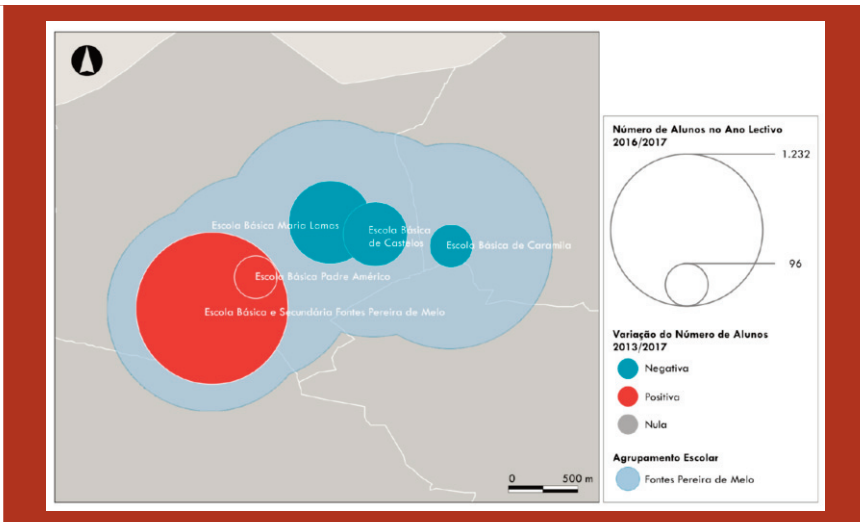 Escola Básica Maria Lamas
Escola Básica
de Castelos
Escola Básica de Caramila
Escola Básica Padre Américo
Escola Básica e Secundária Fontes Pereira de Melo
0 500 m
Número de Alunos no Ano Lectivo
2016/2017
1.232
96
Variação do Número de Alunos
2013/2017
Negativa
Positiva
Nula
Agrupamento Escolar
Fontes Pereira de Melo